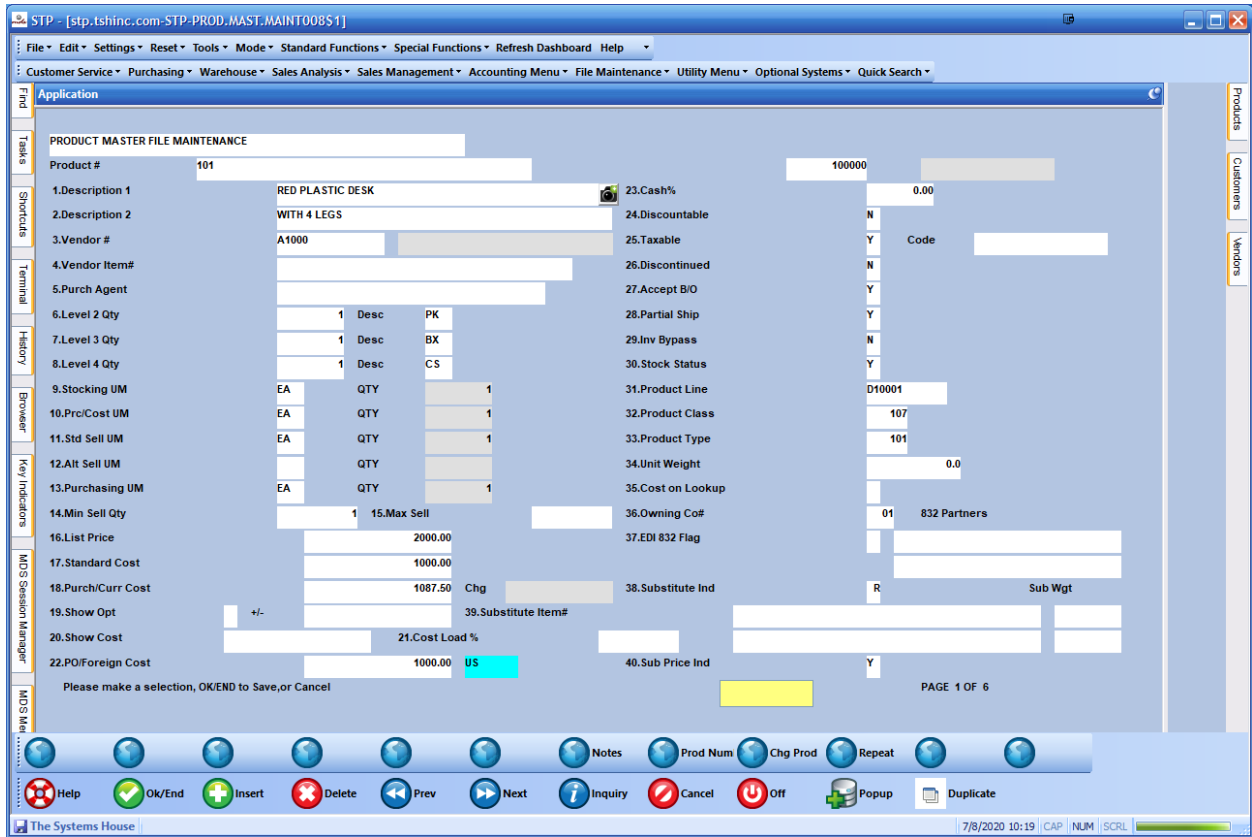 STP - [stp.tshinc.com-STP-PROD.MAST.MAINT008$1]
File Edit Settings Reset Tools Mode Standard Functions Special Functions Refresh Dashboard Help
Customer Service Purchasing Warehouse Sales Analysis Sales Management Accounting Menu File Maintenance Utility Menu Optional Systems Quick Search
Find
Tasks
Shortcuts
Terminal
History
Browser
Key Indicators
MDS Session Manager
MDS Me
Application
PRODUCT MASTER FILE MAINTENANCE
Product # 101 100000
1.Description 1 RED PLASTIC DESK 23.Cash% 0.00
2.Description 2 WITH 4 LEGS 24.Discountable N
3.Vendor # A1000 25.Taxable Y Code
4.Vendor Item# 26.Discontinued N
5.Purch Agent 27.Accept B/O Y
6.Level 2 Qty 1 Desc PK 28.Partial Ship Y
7.Level 3 Qty 1 Desc BX 29.Inv Bypass N
8.Level 4 Qty 1 Desc CS 30.Stock Status Y
9.Stocking UM EA QTY 1 31.Product Line D10001
10.Prc/Cost UM EA QTY 1 32.Product Class 107
11.Std Sell UM EA QTY 1 33.Product Type 101
12.Alt Sell UM QTY 34.Unit Weight 0.0
13.Purchasing UM EA QTY 1 35.Cost on Lookup
14.Min Sell Qty 1 15.Max Sell 36.Owning Co# 01 832 Partners
16.List Price 2000.00 37.EDI 832 Flag
17.Standard Cost 1000.00
18.Purch/Curr Cost 1087.50 Chg 38.Substitute Ind R Sub Wgt
19.Show Opt +/- 39.Substitute Item#
20.Show Cost 21.Cost Load %
22.PO/Foreign Cost 1000.00 US 40.Sub Price Ind Y
Please make a selection, OK/END to Save,or Cancel PAGE 1 OF 6
Products
Customers
Vendors
Notes Prod Num Chg Prod Repeat
Help Ok/End Insert Delete Prev Next Inquiry Cancel Off Popup Duplicate
The Systems House 7/8/2020 10:19 CAP NUM SCRL